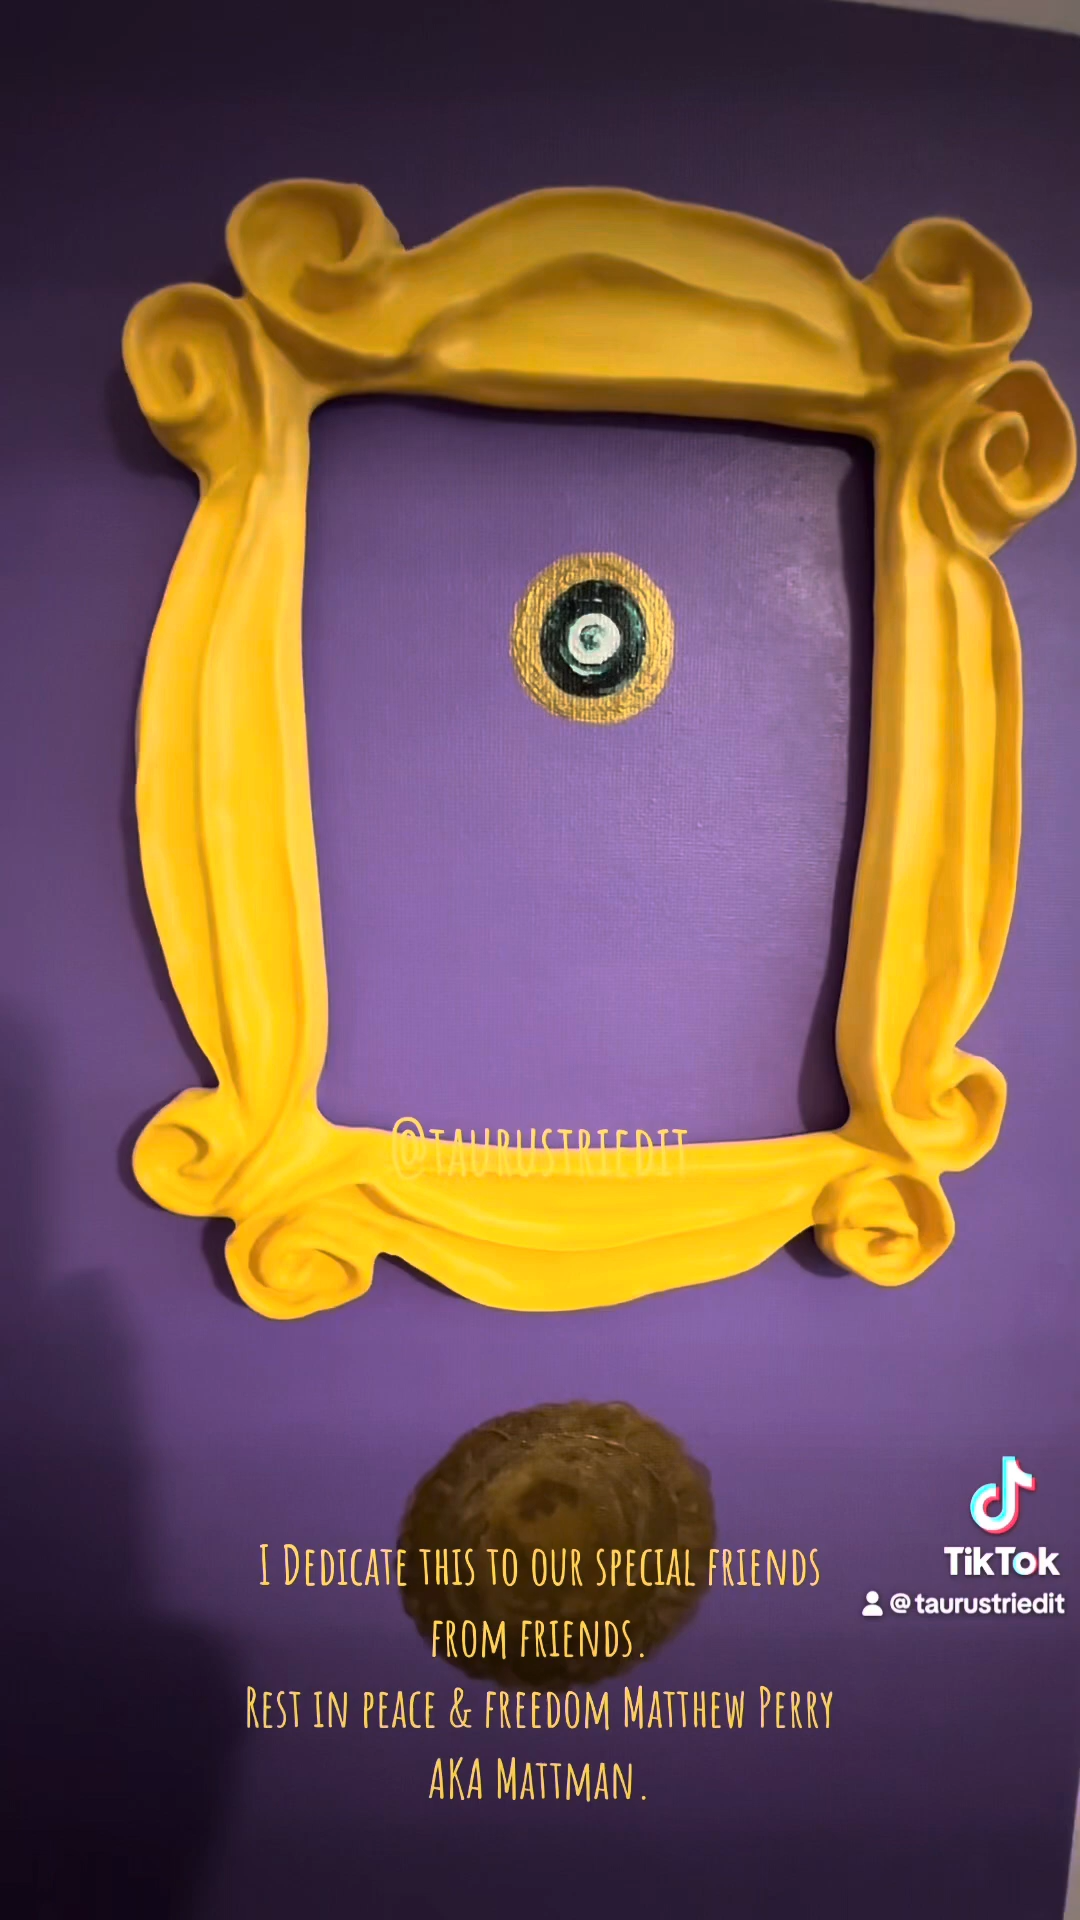 @taurustriedit
I Dedicate this to our special friends
from friends.
Rest in peace & freedom Matthew Perry
AKA Mattman.
TikTok
@taurustriedit